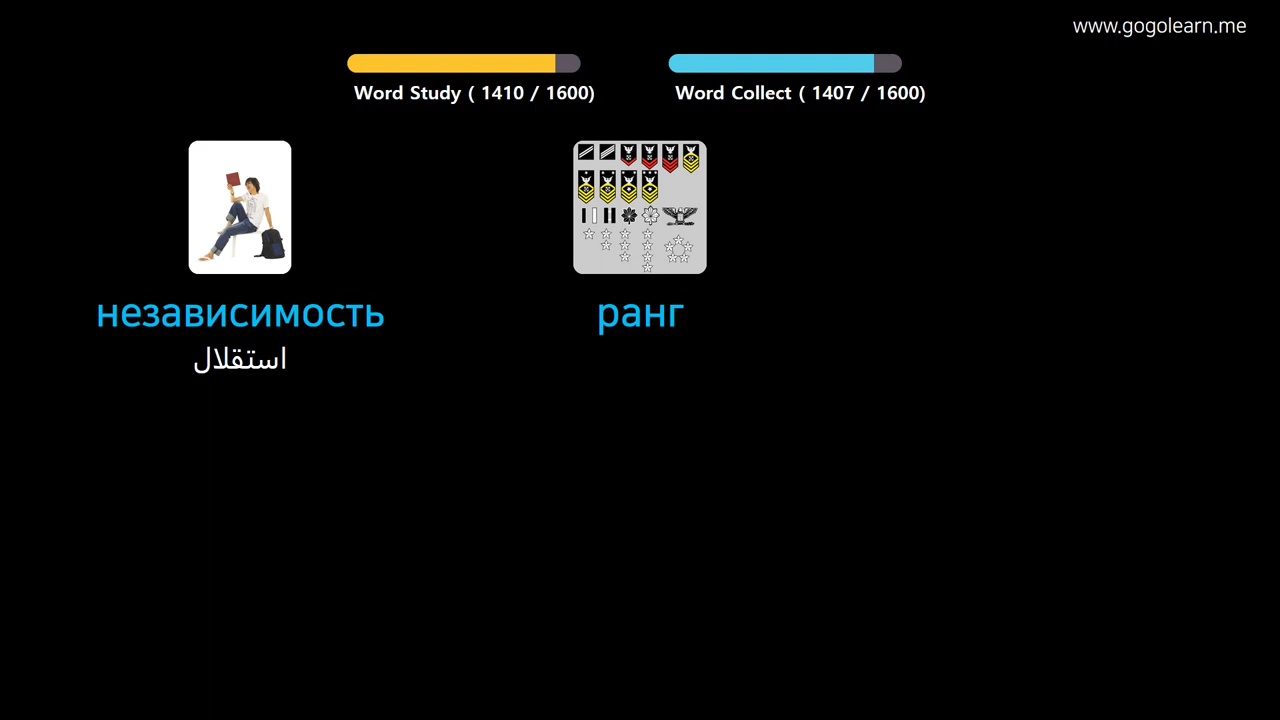 www.gogolearn.me
Word Study ( 1410 / 1600)
Word Collect ( 1407 / 1600)
независимость
ранг
استقلال